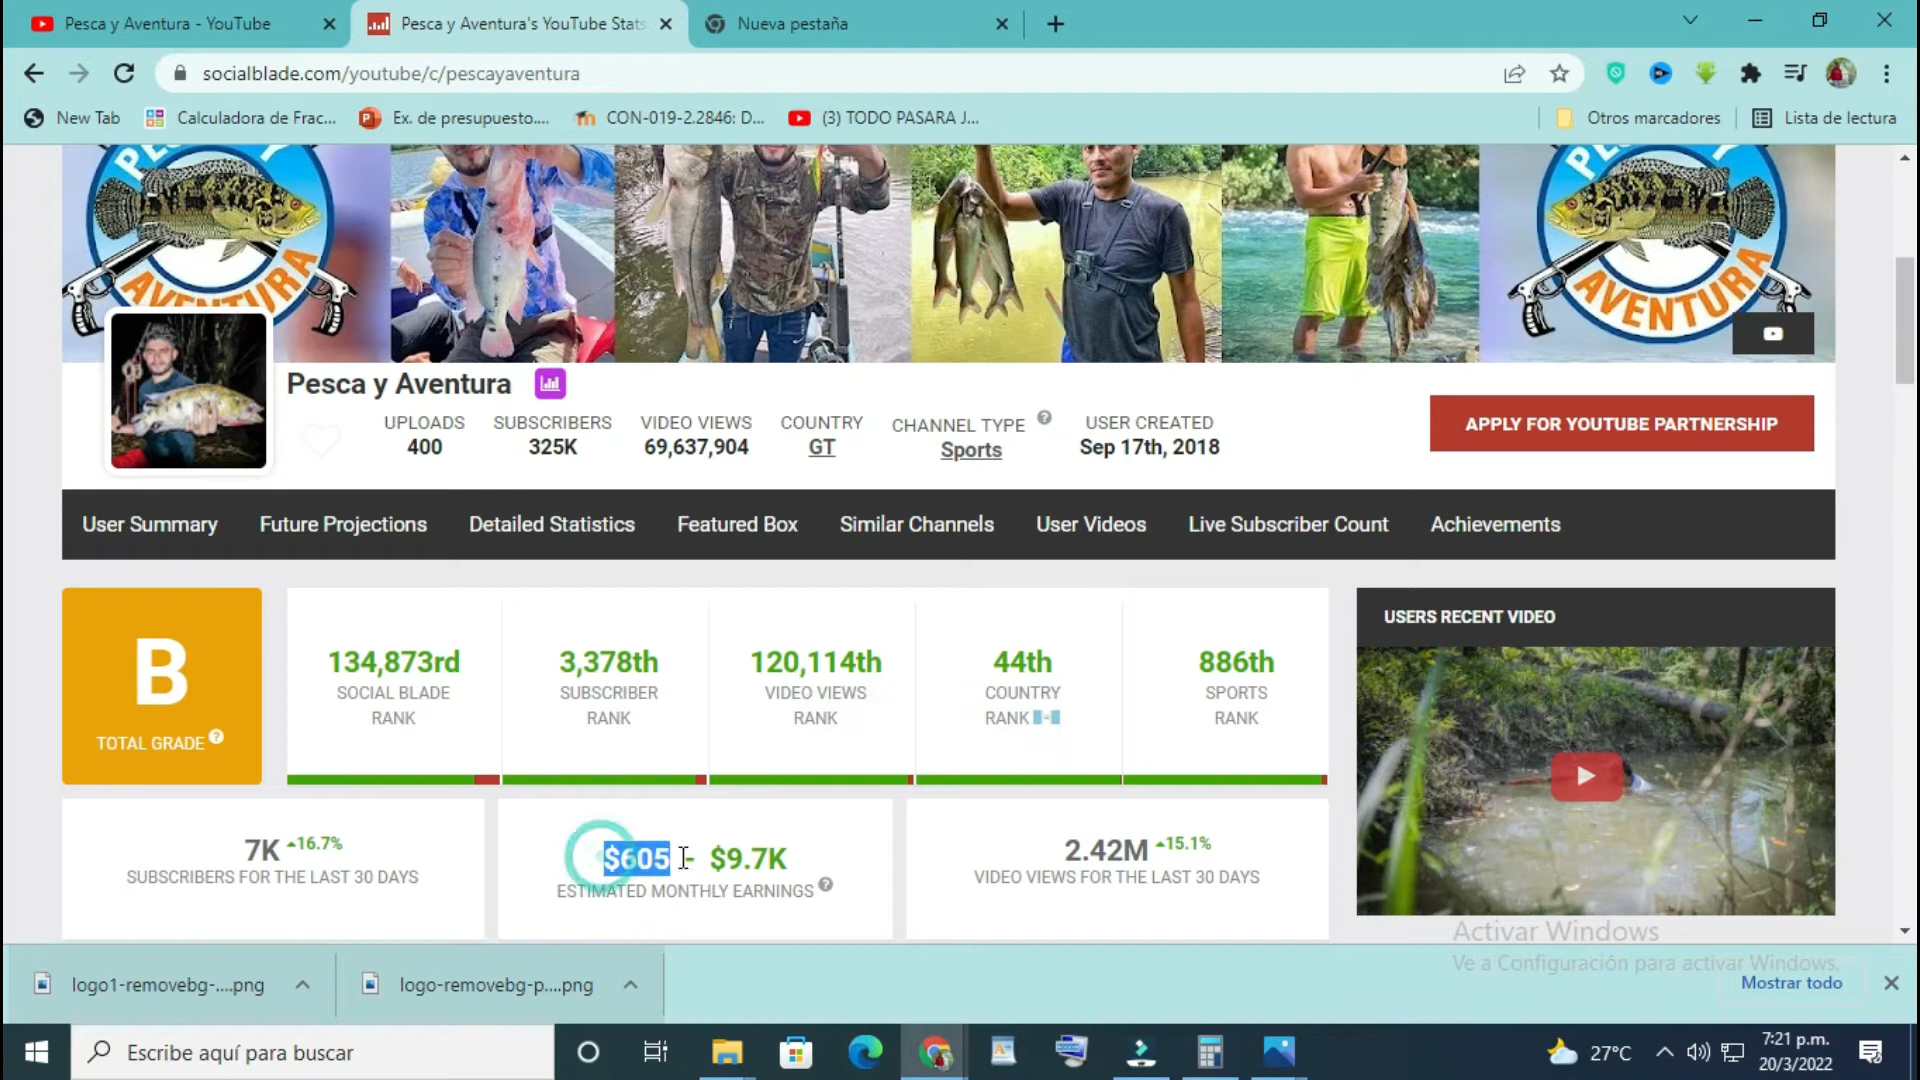 Pesca y Aventura - YouTube
Pesca y Aventura's YouTube Stats
Nueva pestaña
socialblade.com/youtube/c/pescayaventura
New Tab
Calculadora de Frac...
Ex. de presupuesto....
CON-019-2.2846: D...
(3) TODO PASARA J...
Otros marcadores
Lista de lectura
AVENTURA
AVENTURA
Pesca y Aventura
UPLOADS
400
SUBSCRIBERS
325K
VIDEO VIEWS
69,637,904
COUNTRY
GT
CHANNEL TYPE
Sports
USER CREATED
Sep 17th, 2018
APPLY FOR YOUTUBE PARTNERSHIP
User Summary
Future Projections
Detailed Statistics
Featured Box
Similar Channels
User Videos
Live Subscriber Count
Achievements
B
TOTAL GRADE
134,873rd
SOCIAL BLADE
RANK
3,378th
SUBSCRIBER
RANK
120,114th
VIDEO VIEWS
RANK
44th
COUNTRY
RANK
886th
SPORTS
RANK
USERS RECENT VIDEO
7K 16.7%
SUBSCRIBERS FOR THE LAST 30 DAYS
$605 - $9.7K
ESTIMATED MONTHLY EARNINGS
2.42M 15.1%
VIDEO VIEWS FOR THE LAST 30 DAYS
Activar Windows
Ve a Configuración para activar Windows.
logo1-removebg-....png
logo-removebg-p....png
Mostrar todo
Escribe aquí para buscar
27°C
7:21 p.m.
20/3/2022